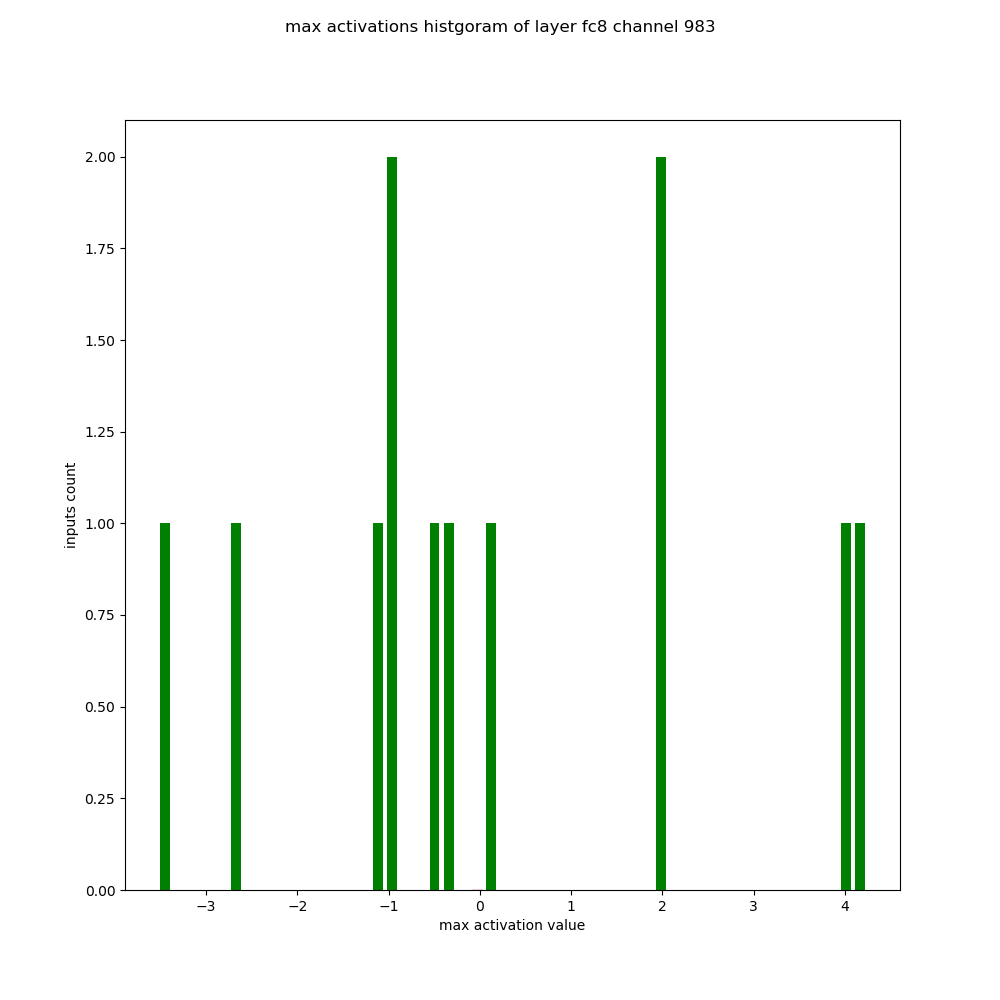 max activations histgoram of layer fc8 channel 983
2.00
1.75
1.50
1.25
1.00
0.75
0.50
0.25
0.00
inputs count
−3 −2 −1 0 1 2 3 4
max activation value